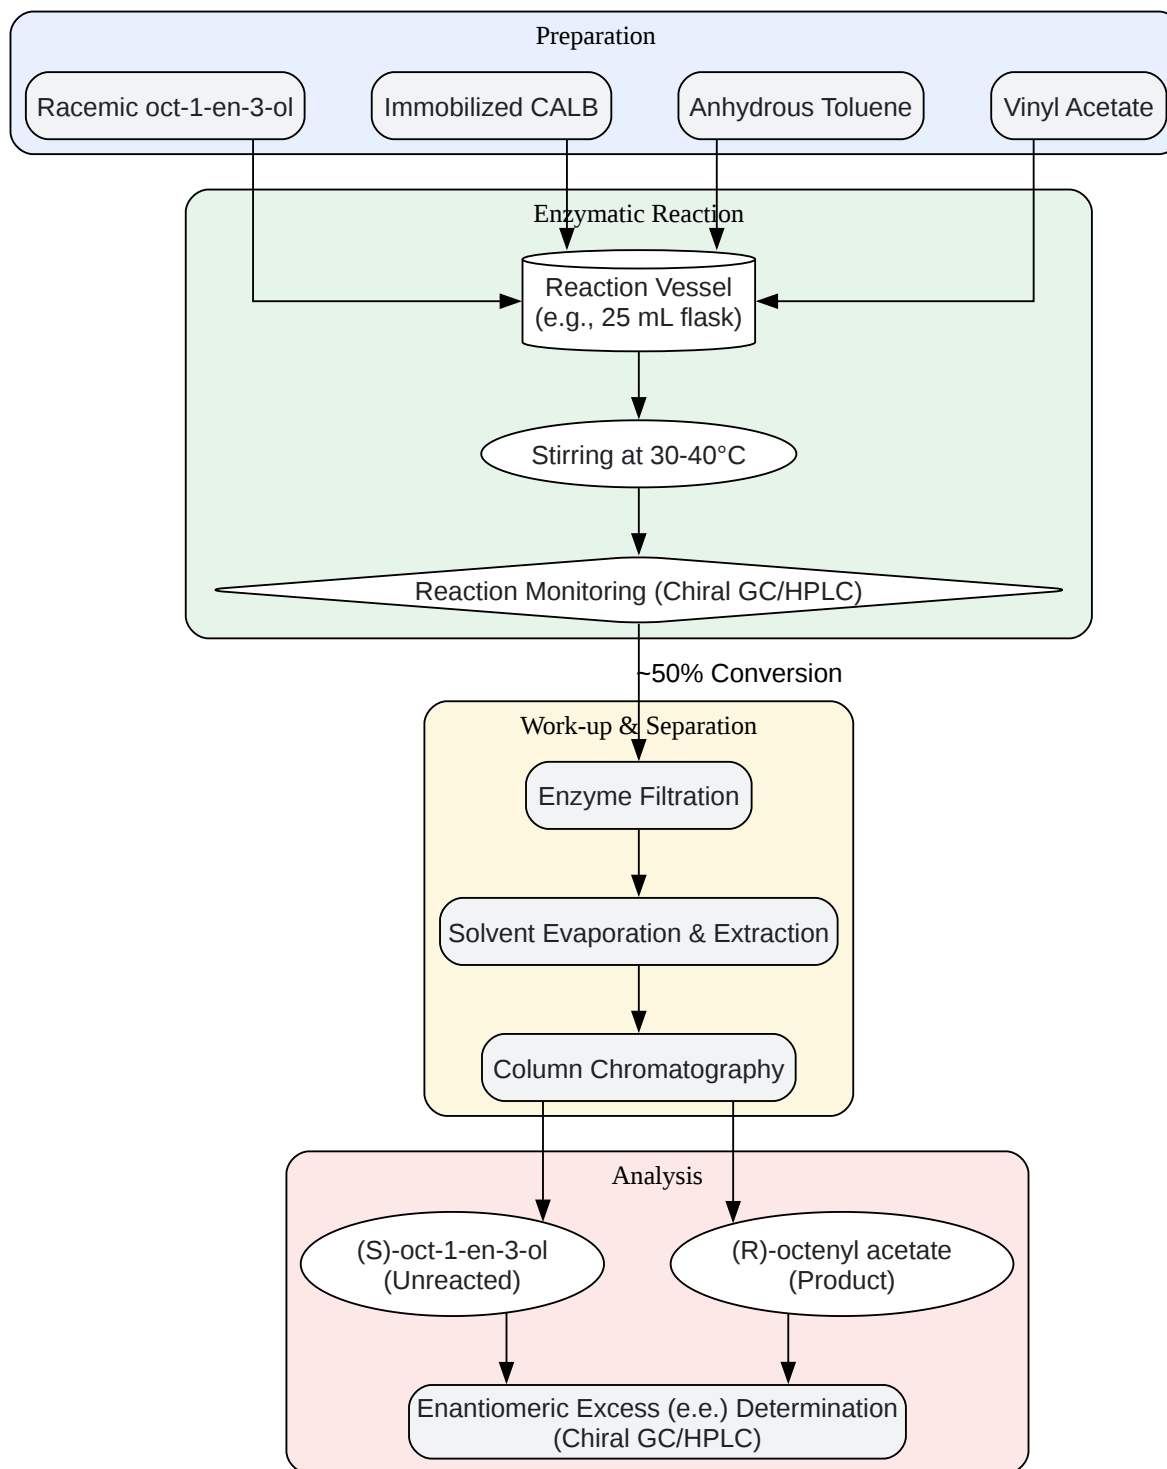 Preparation
Racemic oct-1-en-3-ol
Immobilized CALB
Anhydrous Toluene
Vinyl Acetate
Enzymatic Reaction
Reaction Vessel
(e.g., 25 mL flask)
Stirring at 30-40°C
Reaction Monitoring (Chiral GC/HPLC)
~50% Conversion
Work-up & Separation
Enzyme Filtration
Solvent Evaporation & Extraction
Column Chromatography
Analysis
(S)-oct-1-en-3-ol
(Unreacted)
(R)-octenyl acetate
(Product)
Enantiomeric Excess (e.e.) Determination
(Chiral GC/HPLC)